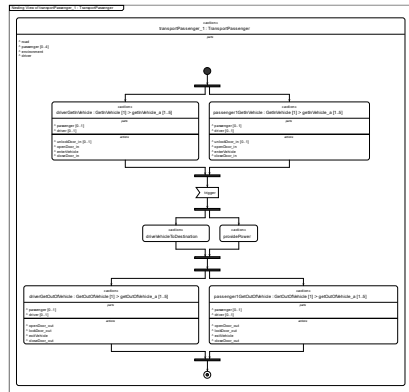 Nesting View of transportPassenger_1 : TransportPassenger
«action»
transportPassenger_1 : TransportPassenger
parts
^ road
^ passenger [0..4]
^ environment
^ driver
«action»
driverGetInVehicle : GetInVehicle [1] :> getInVehicle_a [1..5]
parts
^ passenger [0..1]
^ driver [0..1]
actions
^ unlockDoor_in [0..1]
^ openDoor_in
^ enterVehicle
^ closeDoor_in
«action»
passenger1GetInVehicle : GetInVehicle [1] :> getInVehicle_a [1..5]
parts
^ passenger [0..1]
^ driver [0..1]
actions
^ unlockDoor_in [0..1]
^ openDoor_in
^ enterVehicle
^ closeDoor_in
trigger
«action»
driveVehicleToDestination
«action»
providePower
«action»
driverGetOutOfVehicle : GetOutOfVehicle [1] :> getOutOfVehicle_a [1..5]
parts
^ passenger [0..1]
^ driver [0..1]
actions
^ openDoor_out
^ lockDoor_out
^ exitVehicle
^ closeDoor_out
«action»
passenger1GetOutOfVehicle : GetOutOfVehicle [1] :> getOutOfVehicle_a [1..5]
parts
^ passenger [0..1]
^ driver [0..1]
actions
^ openDoor_out
^ lockDoor_out
^ exitVehicle
^ closeDoor_out